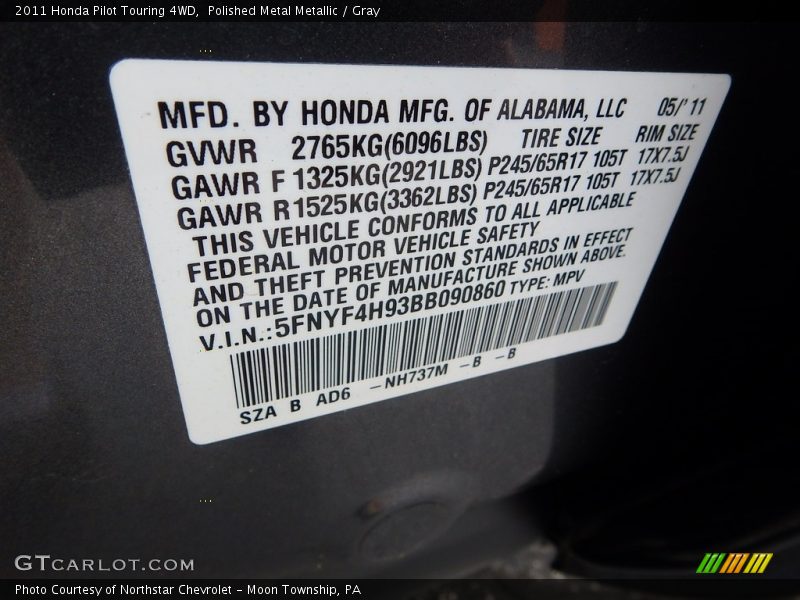 2011 Honda Pilot Touring 4WD,  Polished Metal Metallic / Gray
MFD. BY HONDA MFG. OF ALABAMA, LLC 05/' 11
GVWR 2765KG(6096LBS) TIRE SIZE RIM SIZE
GAWR F 1325KG(2921LBS) P245/65R17 105T 17X7.5J
GAWR R1525KG(3362LBS) P245/65R17 105T 17X7.5J
THIS VEHICLE CONFORMS TO ALL APPLICABLE
FEDERAL MOTOR VEHICLE SAFETY
AND THEFT PREVENTION STANDARDS IN EFFECT
ON THE DATE OF MANUFACTURE SHOWN ABOVE.
V.I.N.:5FNYF4H93BB090860 TYPE: MPV
SZA B AD6 –NH737M –B –B
GTCARLOT.COM
Photo Courtesy of Northstar Chevrolet – Moon Township, PA